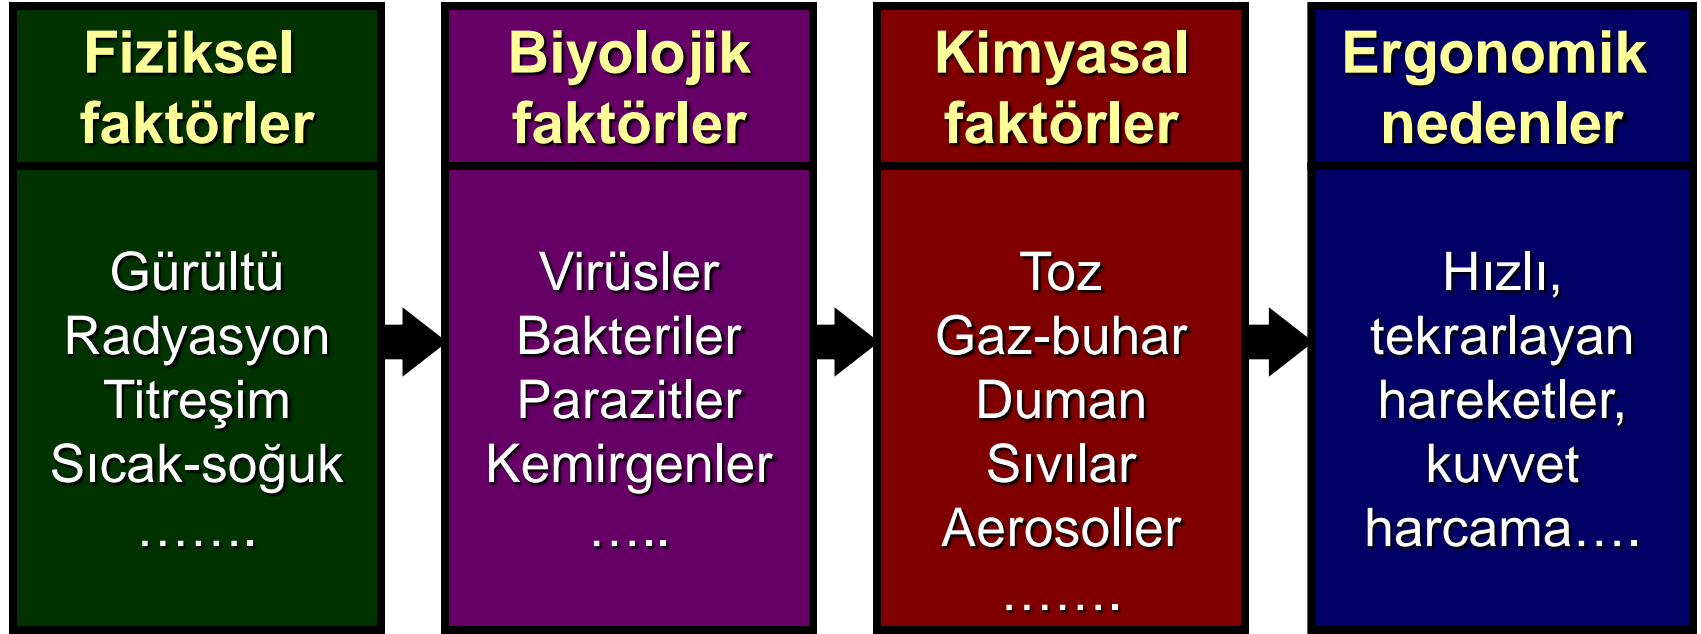 Fiziksel
faktörler
Gürültü
Radyasyon
Titreşim
Sıcak-soğuk
…….
Biyolojik
faktörler
Virüsler
Bakteriler
Parazitler
Kemirgenler
…..
Kimyasal
faktörler
Toz
Gaz-buhar
Duman
Sıvılar
Aerosoller
…….
Ergonomik
nedenler
Hızlı,
tekrarlayan
hareketler,
kuvvet
harcama….